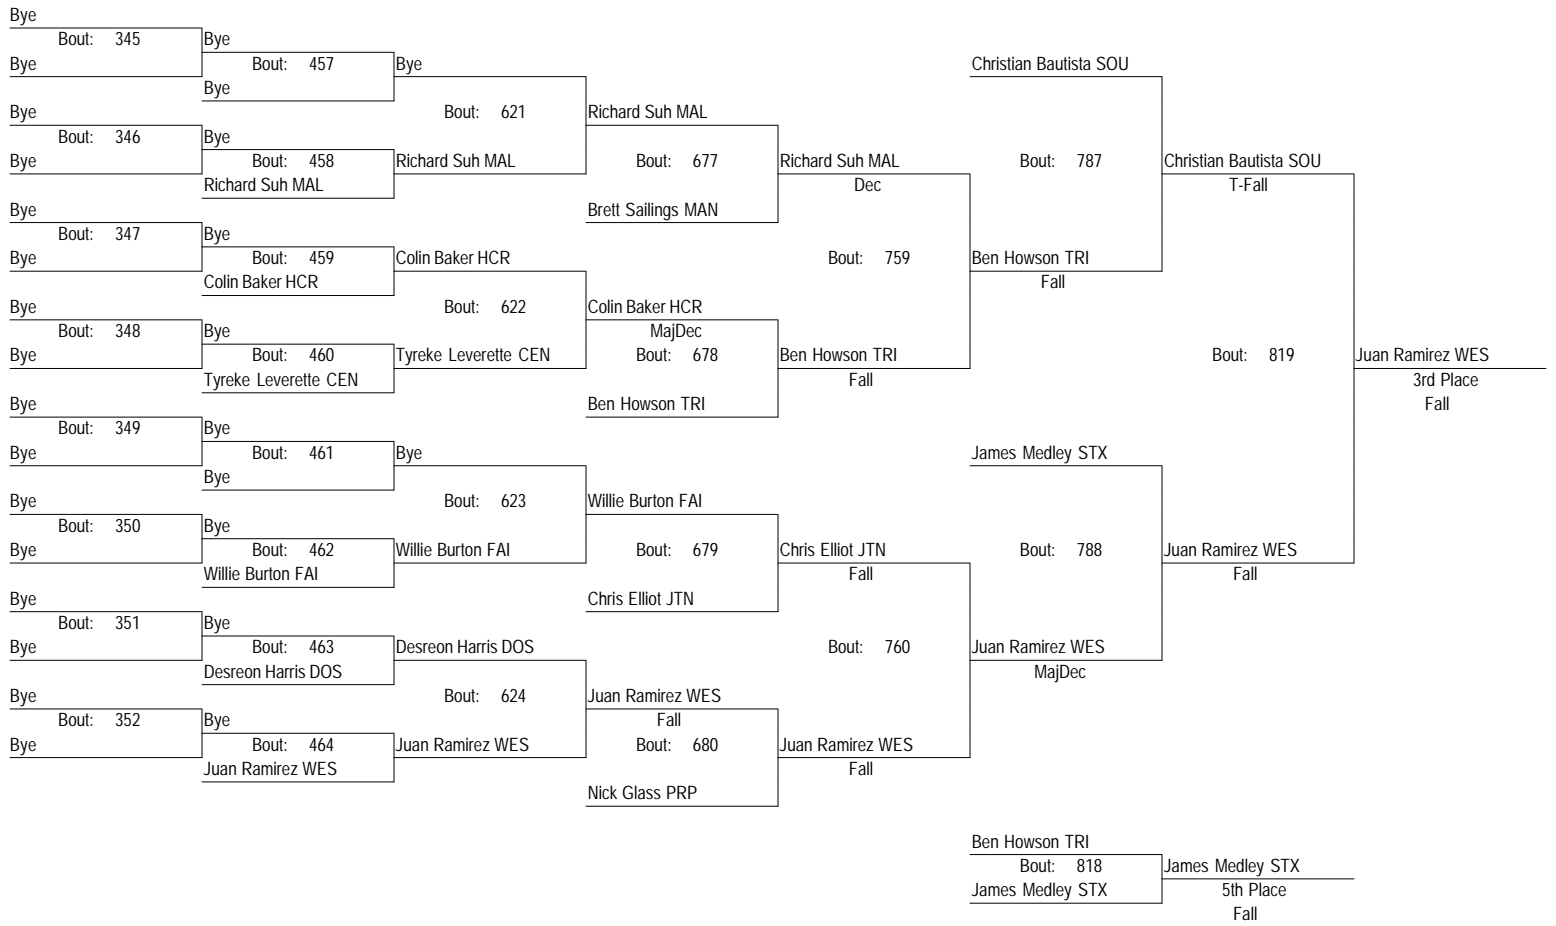 Bye
Bout: 345 Bye
Bye Bout: 457 Bye Christian Bautista SOU
Bye
Bye Bout: 621 Richard Suh MAL
Bout: 346 Bye
Bye Bout: 458 Richard Suh MAL Bout: 677 Richard Suh MAL Bout: 787 Christian Bautista SOU
Richard Suh MAL Dec T-Fall
Bye Brett Sailings MAN
Bout: 347 Bye
Bye Bout: 459 Colin Baker HCR Bout: 759 Ben Howson TRI
Colin Baker HCR Fall
Bye Bout: 622 Colin Baker HCR
Bout: 348 Bye MajDec
Bye Bout: 460 Tyreke Leverette CEN Bout: 678 Ben Howson TRI Bout: 819 Juan Ramirez WES
Tyreke Leverette CEN Fall 3rd Place
Bye Ben Howson TRI Fall
Bout: 349 Bye
Bye Bout: 461 Bye James Medley STX
Bye
Bye Bout: 623 Willie Burton FAI
Bout: 350 Bye
Bye Bout: 462 Willie Burton FAI Bout: 679 Chris Elliot JTN Bout: 788 Juan Ramirez WES
Willie Burton FAI Fall Fall
Bye Chris Elliot JTN
Bout: 351 Bye
Bye Bout: 463 Desreon Harris DOS Bout: 760 Juan Ramirez WES
Desreon Harris DOS MajDec
Bye Bout: 624 Juan Ramirez WES
Bout: 352 Bye Fall
Bye Bout: 464 Juan Ramirez WES Bout: 680 Juan Ramirez WES
Juan Ramirez WES Fall
Nick Glass PRP
Ben Howson TRI
Bout: 818 James Medley STX
James Medley STX 5th Place
Fall